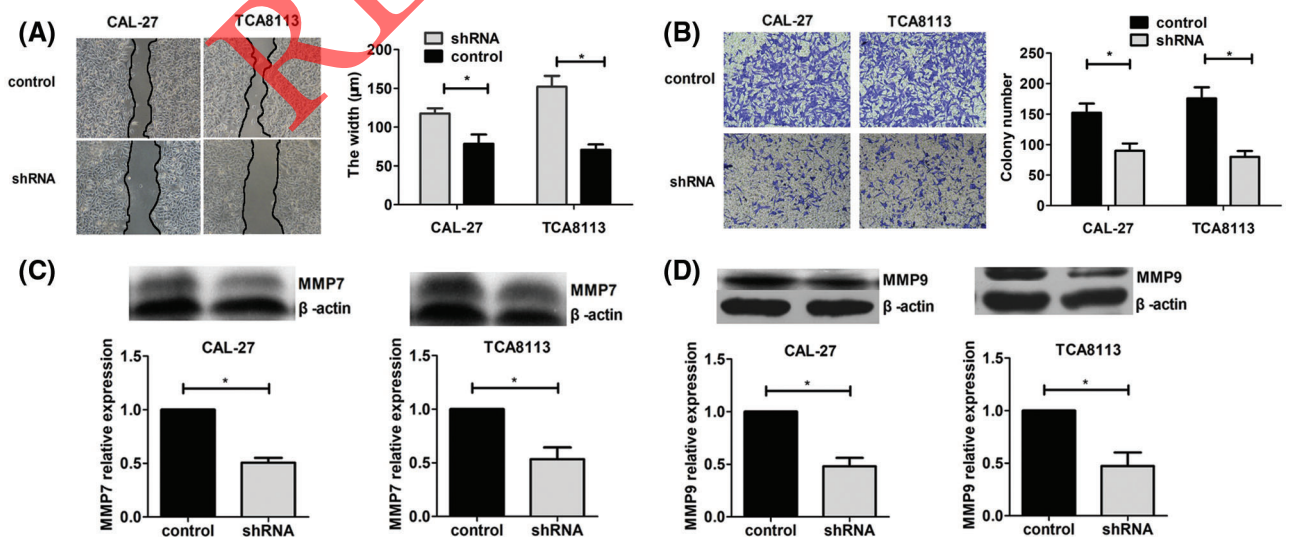 (A)
CAL-27
TCA8113
control
shRNA
shRNA
control
The width (μm)
200
150
100
50
0
*
*
CAL-27
TCA8113
(B)
CAL-27
TCA8113
control
shRNA
control
shRNA
Colony number
250
200
150
100
50
0
*
*
CAL-27
TCA8113
(C)
MMP7
β -actin
CAL-27
MMP7 relative expression
1.5
1.0
0.5
0.0
*
control
shRNA
MMP7
β -actin
TCA8113
MMP7 relative expression
1.5
1.0
0.5
0.0
*
control
shRNA
(D)
MMP9
β -actin
CAL-27
MMP9 relative expression
1.5
1.0
0.5
0.0
*
control
shRNA
MMP9
β -actin
TCA8113
MMP9 relative expression
1.5
1.0
0.5
0.0
*
control
shRNA